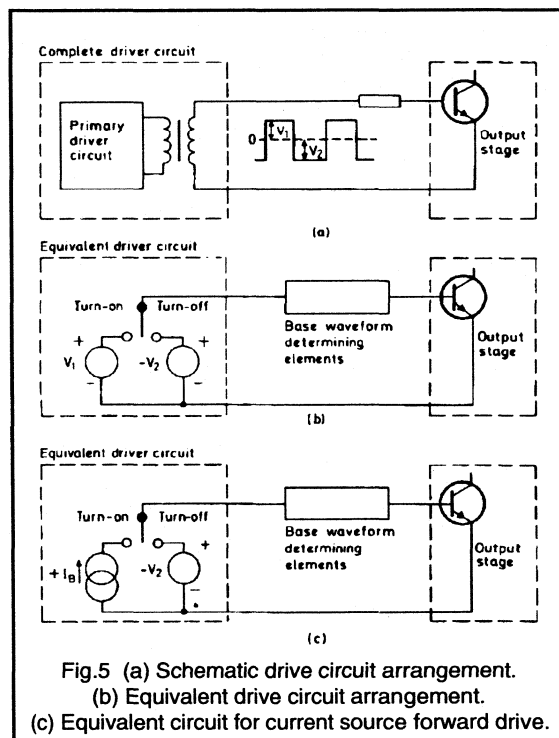 Complete driver circuit
Primary
driver
circuit
0
V1
V2
Output
stage
(a)
Equivalent driver circuit
Turn-on Turn-off
+ +
V1 -V2
- -
Base waveform
determining
elements
Output
stage
(b)
Equivalent driver circuit
Turn-on Turn-off
+
+ IB -V2
-
Base waveform
determining
elements
Output
stage
(c)
Fig.5 (a) Schematic drive circuit arrangement.
(b) Equivalent drive circuit arrangement.
(c) Equivalent circuit for current source forward drive.